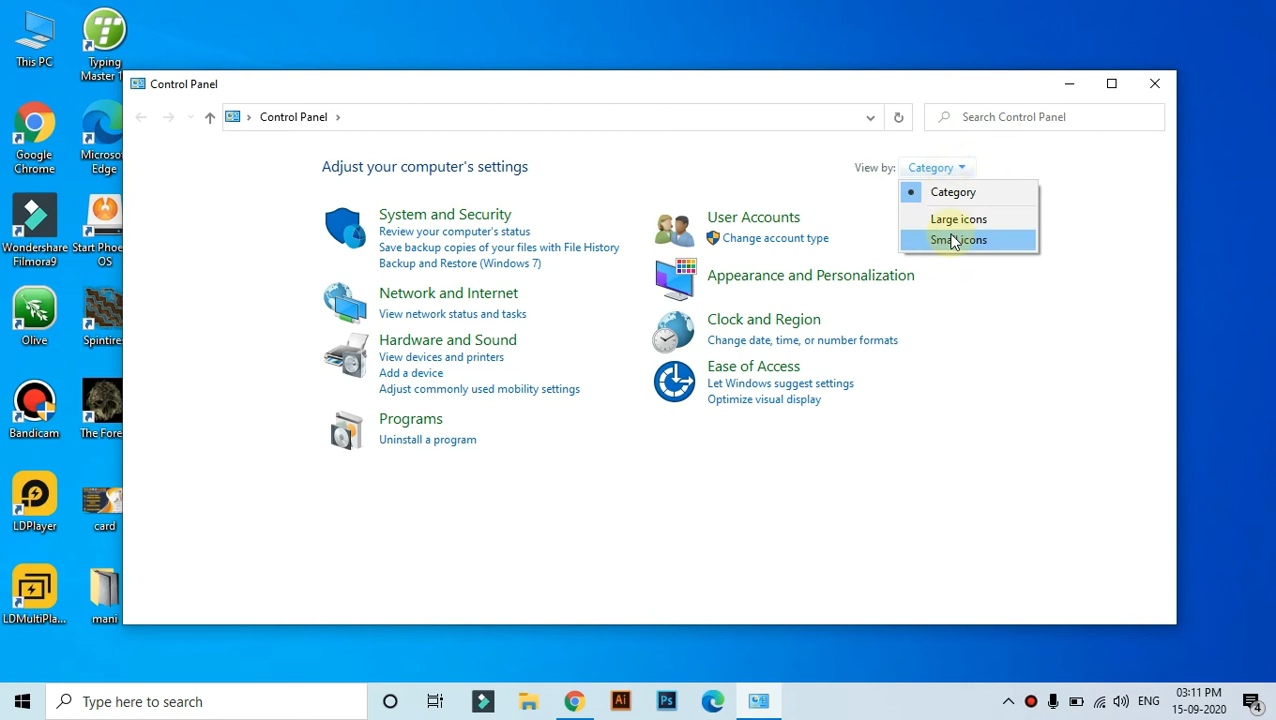 This PC
Typing
Master 1
Google
Chrome
Microso
Edge
Wondershare
Filmora9
Start Phoe
OS
Olive
Spintire
Bandicam
The Fore
LDPlayer
card
LDMultiPla...
mani
Control Panel
Control Panel
Search Control Panel
Adjust your computer's settings
View by:
Category
Category
Large icons
Small icons
System and Security
Review your computer's status
Save backup copies of your files with File History
Backup and Restore (Windows 7)
Network and Internet
View network status and tasks
Hardware and Sound
View devices and printers
Add a device
Adjust commonly used mobility settings
Programs
Uninstall a program
User Accounts
Change account type
Appearance and Personalization
Clock and Region
Change date, time, or number formats
Ease of Access
Let Windows suggest settings
Optimize visual display
Type here to search
Ai
Ps
ENG
03:11 PM
15-09-2020
4